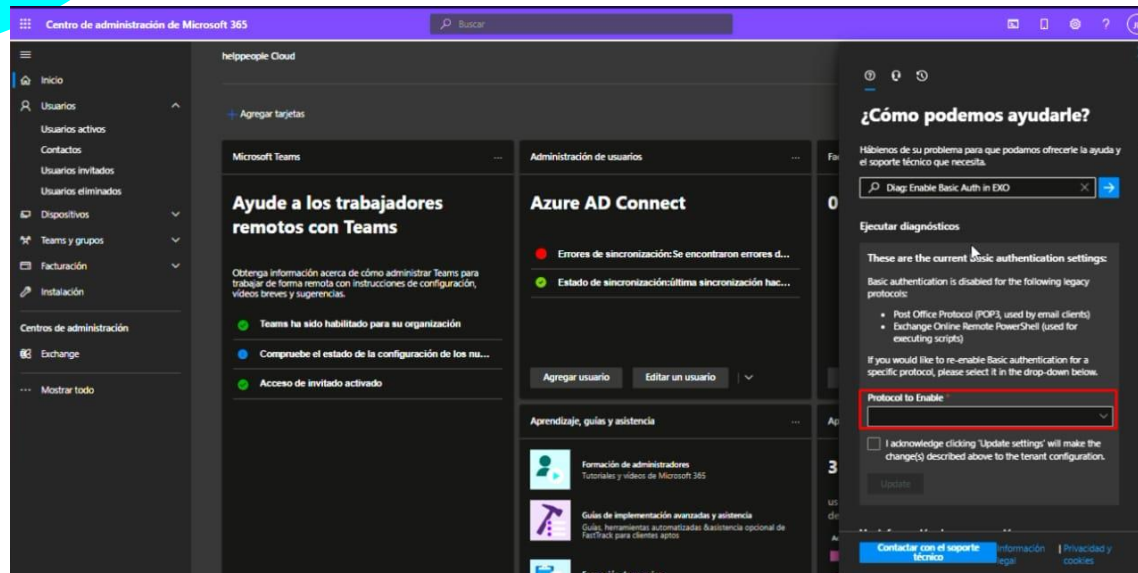 Centro de administración de Microsoft 365
Buscar
helppeople Cloud
Inicio
Usuarios
Usuarios activos
Contactos
Usuarios invitados
Usuarios eliminados
Dispositivos
Teams y grupos
Facturación
Instalación
Centros de administración
Exchange
Mostrar todo
Agregar tarjetas
Microsoft Teams
Ayude a los trabajadores
remotos con Teams
Obtenga información acerca de cómo administrar Teams para
trabajar de forma remota con instrucciones de configuración,
vídeos breves y sugerencias.
Teams ha sido habilitado para su organización
Compruebe el estado de la configuración de los nu...
Acceso de invitado activado
Administración de usuarios
Azure AD Connect
Errores de sincronización: Se encontraron errores d...
Estado de sincronización:última sincronización hac...
Agregar usuario
Editar un usuario
Aprendizaje, guías y asistencia
Formación de administradores
Tutoriales y vídeos de Microsoft 365
Guías de implementación avanzadas y asistencia
Guías, herramientas automatizadas &asistencia opcional de
FastTrack para clientes aptos
Fa
0
Ap
3
us
de
¿Cómo podemos ayudarle?
Háblenos de su problema para que podamos ofrecerle la ayuda y
el soporte técnico que necesita.
Diag: Enable Basic Auth in EXO
Ejecutar diagnósticos
These are the current Basic authentication settings:
Basic authentication is disabled for the following legacy
protocols:
Post Office Protocol (POP3, used by email clients)
Exchange Online Remote PowerShell (used for
executing scripts)
If you would like to re-enable Basic authentication for a
specific protocol, please select it in the drop-down below.
Protocol to Enable
I acknowledge clicking 'Update settings' will make the
change(s) described above to the tenant configuration.
Update
Contactar con el soporte
técnico
Información
legal
| Privacidad y
cookies